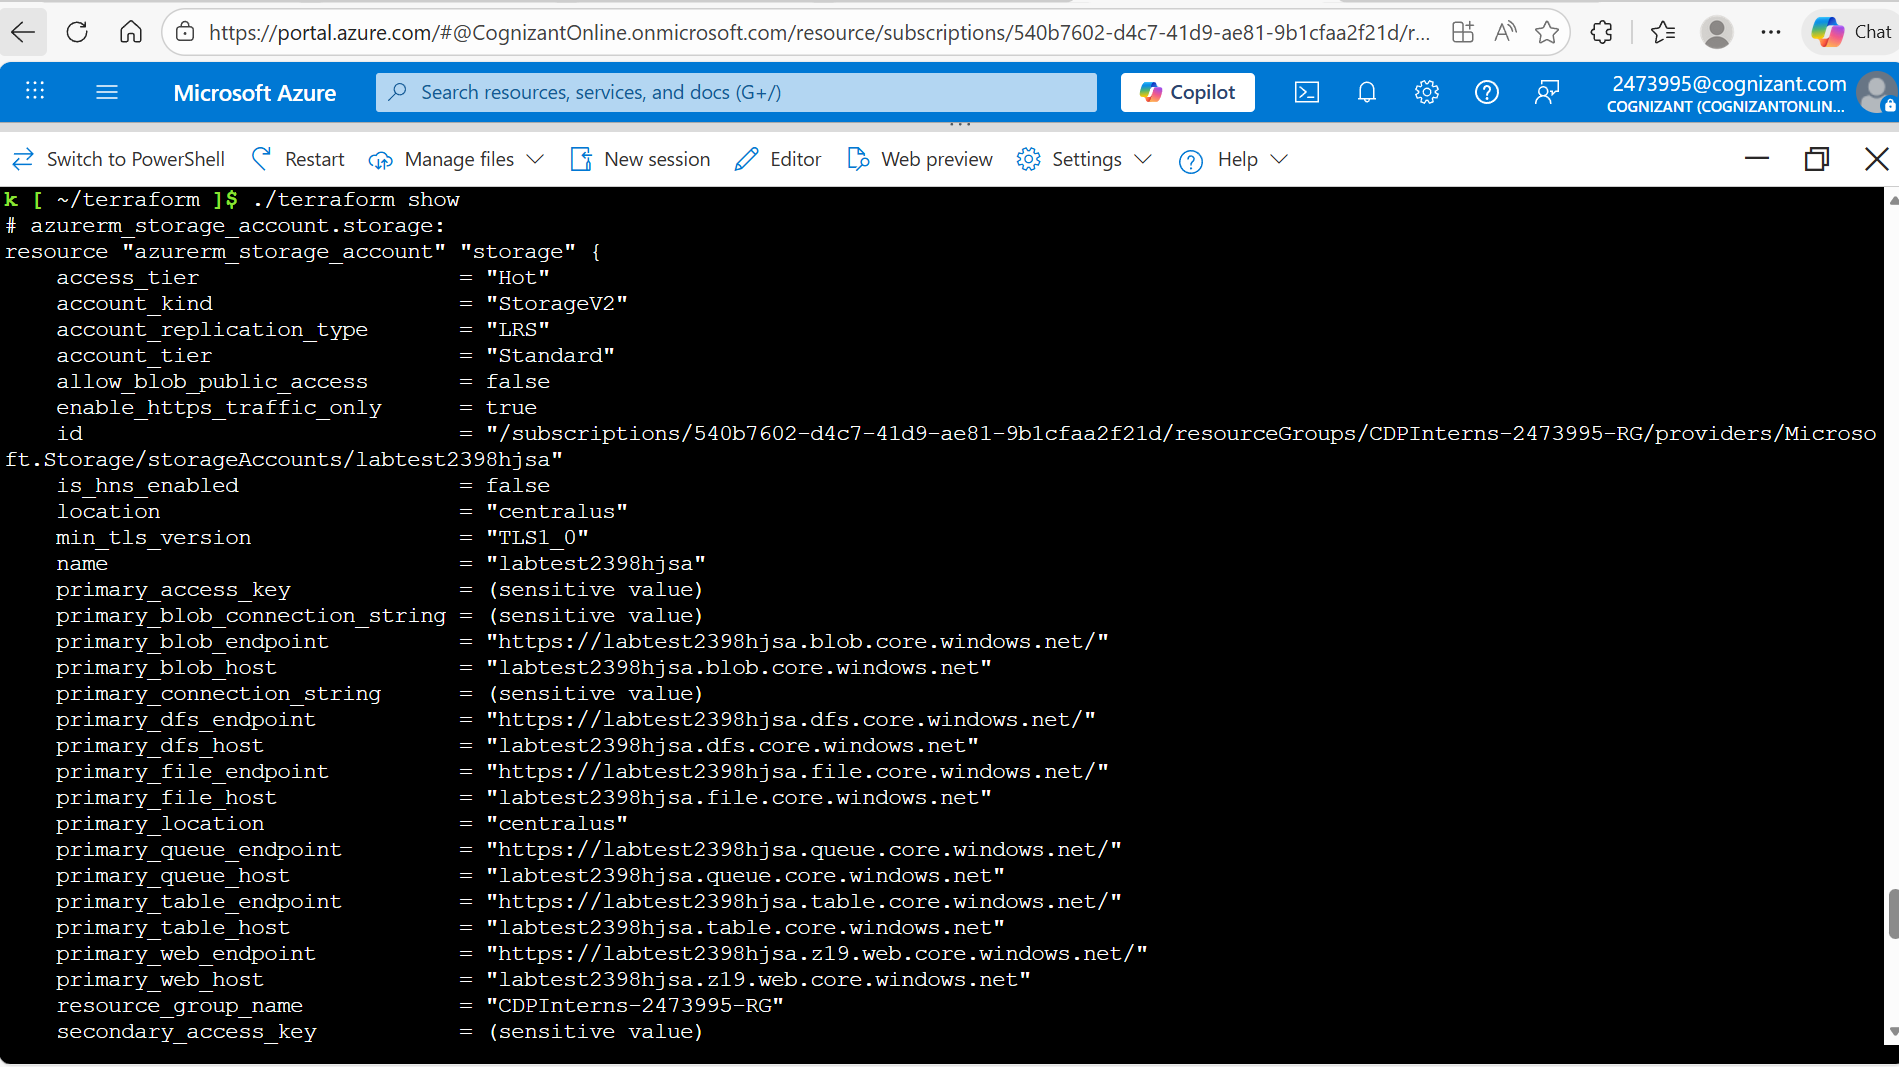 https://portal.azure.com/#@CognizantOnline.onmicrosoft.com/resource/subscriptions/540b7602-d4c7-41d9-ae81-9b1cfaa2f21d/r...
Chat
Microsoft Azure
Search resources, services, and docs (G+/)
Copilot
2473995@cognizant.com
COGNIZANT (COGNIZANTONLIN...
Switch to PowerShell Restart Manage files New session Editor Web preview Settings Help
k [ ~/terraform ]$ ./terraform show
# azurerm_storage_account.storage:
resource "azurerm_storage_account" "storage" {
    access_tier                    = "Hot"
    account_kind                   = "StorageV2"
    account_replication_type       = "LRS"
    account_tier                   = "Standard"
    allow_blob_public_access       = false
    enable_https_traffic_only      = true
    id                             = "/subscriptions/540b7602-d4c7-41d9-ae81-9b1cfaa2f21d/resourceGroups/CDPInterns-2473995-RG/providers/Microso
ft.Storage/storageAccounts/labtest2398hjsa"
    is_hns_enabled                 = false
    location                       = "centralus"
    min_tls_version                = "TLS1_0"
    name                           = "labtest2398hjsa"
    primary_access_key             = (sensitive value)
    primary_blob_connection_string = (sensitive value)
    primary_blob_endpoint          = "https://labtest2398hjsa.blob.core.windows.net/"
    primary_blob_host              = "labtest2398hjsa.blob.core.windows.net"
    primary_connection_string      = (sensitive value)
    primary_dfs_endpoint           = "https://labtest2398hjsa.dfs.core.windows.net/"
    primary_dfs_host               = "labtest2398hjsa.dfs.core.windows.net"
    primary_file_endpoint          = "https://labtest2398hjsa.file.core.windows.net/"
    primary_file_host              = "labtest2398hjsa.file.core.windows.net"
    primary_location               = "centralus"
    primary_queue_endpoint         = "https://labtest2398hjsa.queue.core.windows.net/"
    primary_queue_host             = "labtest2398hjsa.queue.core.windows.net"
    primary_table_endpoint         = "https://labtest2398hjsa.table.core.windows.net/"
    primary_table_host             = "labtest2398hjsa.table.core.windows.net"
    primary_web_endpoint           = "https://labtest2398hjsa.z19.web.core.windows.net/"
    primary_web_host               = "labtest2398hjsa.z19.web.core.windows.net"
    resource_group_name            = "CDPInterns-2473995-RG"
    secondary_access_key           = (sensitive value)